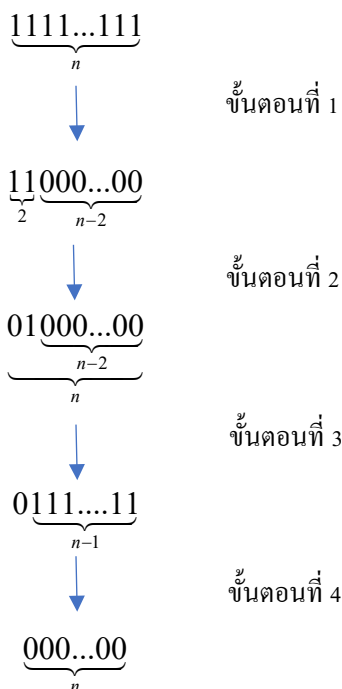 1111...111
n
ขั้นตอนที่ 1
11000...00
2 n−2
ขั้นตอนที่ 2
01000...00
n−2
n
ขั้นตอนที่ 3
0111....11
n−1
ขั้นตอนที่ 4
000...00
n